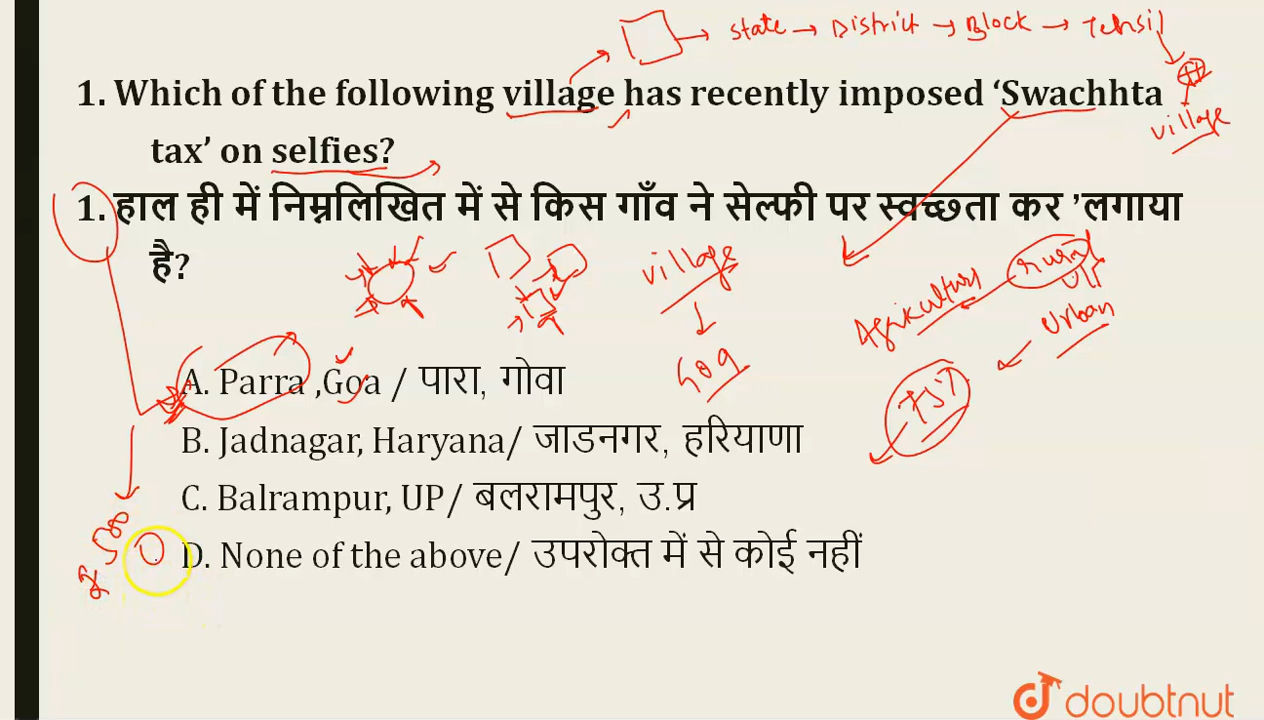 state → District → Block → Tehsil
1. Which of the following village has recently imposed ‘Swachhta
village
tax’ on selfies?
1. हाल ही में निम्नलिखित में से किस गाँव ने सेल्फी पर स्वच्छ्ता कर ’लगाया
है?
village
rural
Agriculture
Urban
A. Parra ,Goa / पारा, गोवा
B. Jadnagar, Haryana/ जाडनगर, हरियाणा
C. Balrampur, UP/ बलरामपुर, उ.प्र
D. None of the above/ उपरोक्त में से कोई नहीं
doubtnut